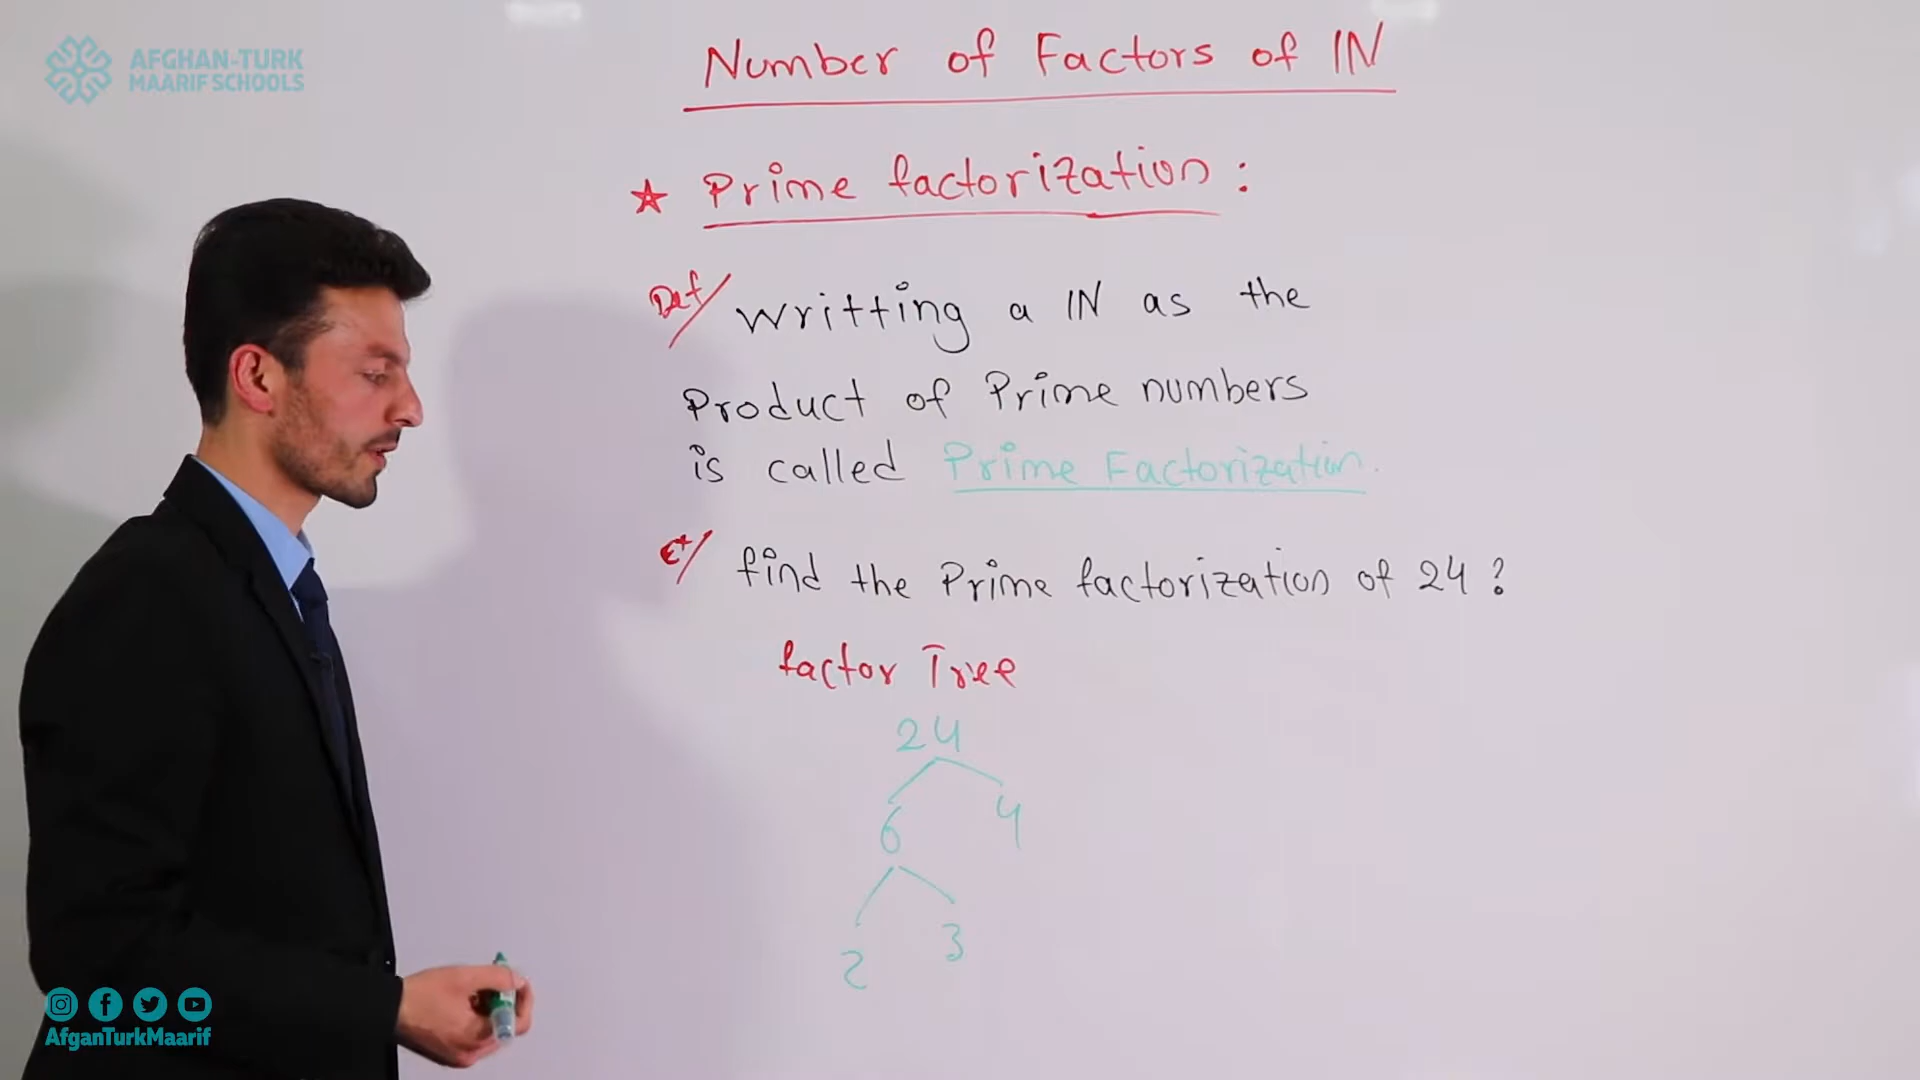 AFGHAN-TURK
MAARIF SCHOOLS
Number of Factors of IN
Prime factorization :
Def/ writting a IN as the
Product of Prime numbers
is called Prime Factorization.
Ex/ find the Prime factorization of 24 ?
factor Tree
24
6 4
2 3
AfganTurkMaarif